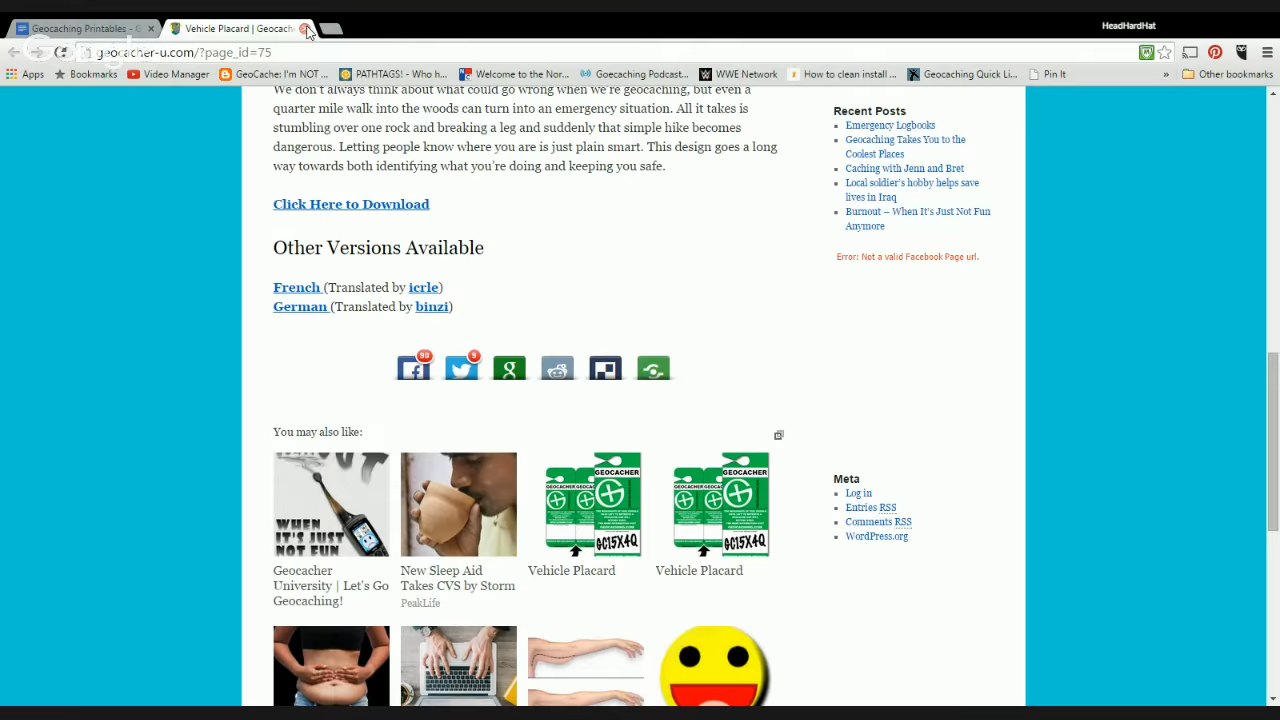 Geocaching Printables - G
Vehicle Placard | Geocach
HeadHardHat
geocacher-u.com/?page_id=75
Apps
Bookmarks
Video Manager
GeoCache: I'm NOT ...
PATHTAGS! - Who h...
Welcome to the Nor...
Goecaching Podcast...
WWE Network
How to clean install ...
Geocaching Quick Li...
Pin It
»
Other bookmarks
We don't always think about what could go wrong when we're geocaching, but even a
quarter mile walk into the woods can turn into an emergency situation. All it takes is
stumbling over one rock and breaking a leg and suddenly that simple hike becomes
dangerous. Letting people know where you are is just plain smart. This design goes a long
way towards both identifying what you're doing and keeping you safe.
Click Here to Download
Other Versions Available
French (Translated by icrle)
German (Translated by binzi)
90
9
You may also like:
WHEN
IT'S JUST
NOT FUN
GEOCACHER
GC15X4Q
GEOCACHER
GC15X4Q
Geocacher
University | Let's Go
Geocaching!
New Sleep Aid
Takes CVS by Storm
PeakLife
Vehicle Placard
Vehicle Placard
Recent Posts
Emergency Logbooks
Geocaching Takes You to the
Coolest Places
Caching with Jenn and Bret
Local soldier's hobby helps save
lives in Iraq
Burnout – When It's Just Not Fun
Anymore
Error: Not a valid Facebook Page url.
Meta
Log in
Entries RSS
Comments RSS
WordPress.org